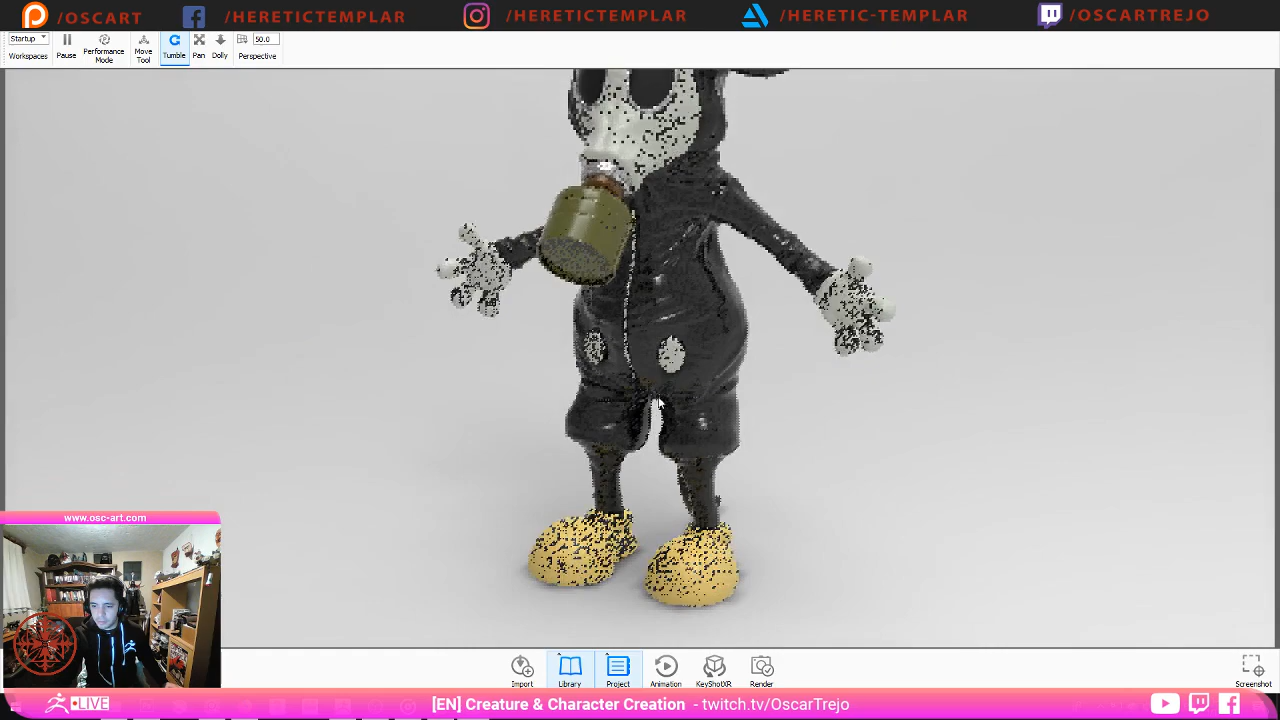 /OSCART
/HERETICTEMPLAR
/HERETICTEMPLAR
/HERETIC-TEMPLAR
/OSCARTREJO
Startup
50.0
Workspaces
Pause
Performance
Mode
Move
Tool
Tumble
Pan
Dolly
Perspective
www.osc-art.com
Import
Library
Project
Animation
KeyShotXR
Render
Screenshot
LIVE
[EN] Creature & Character Creation - twitch.tv/OscarTrejo